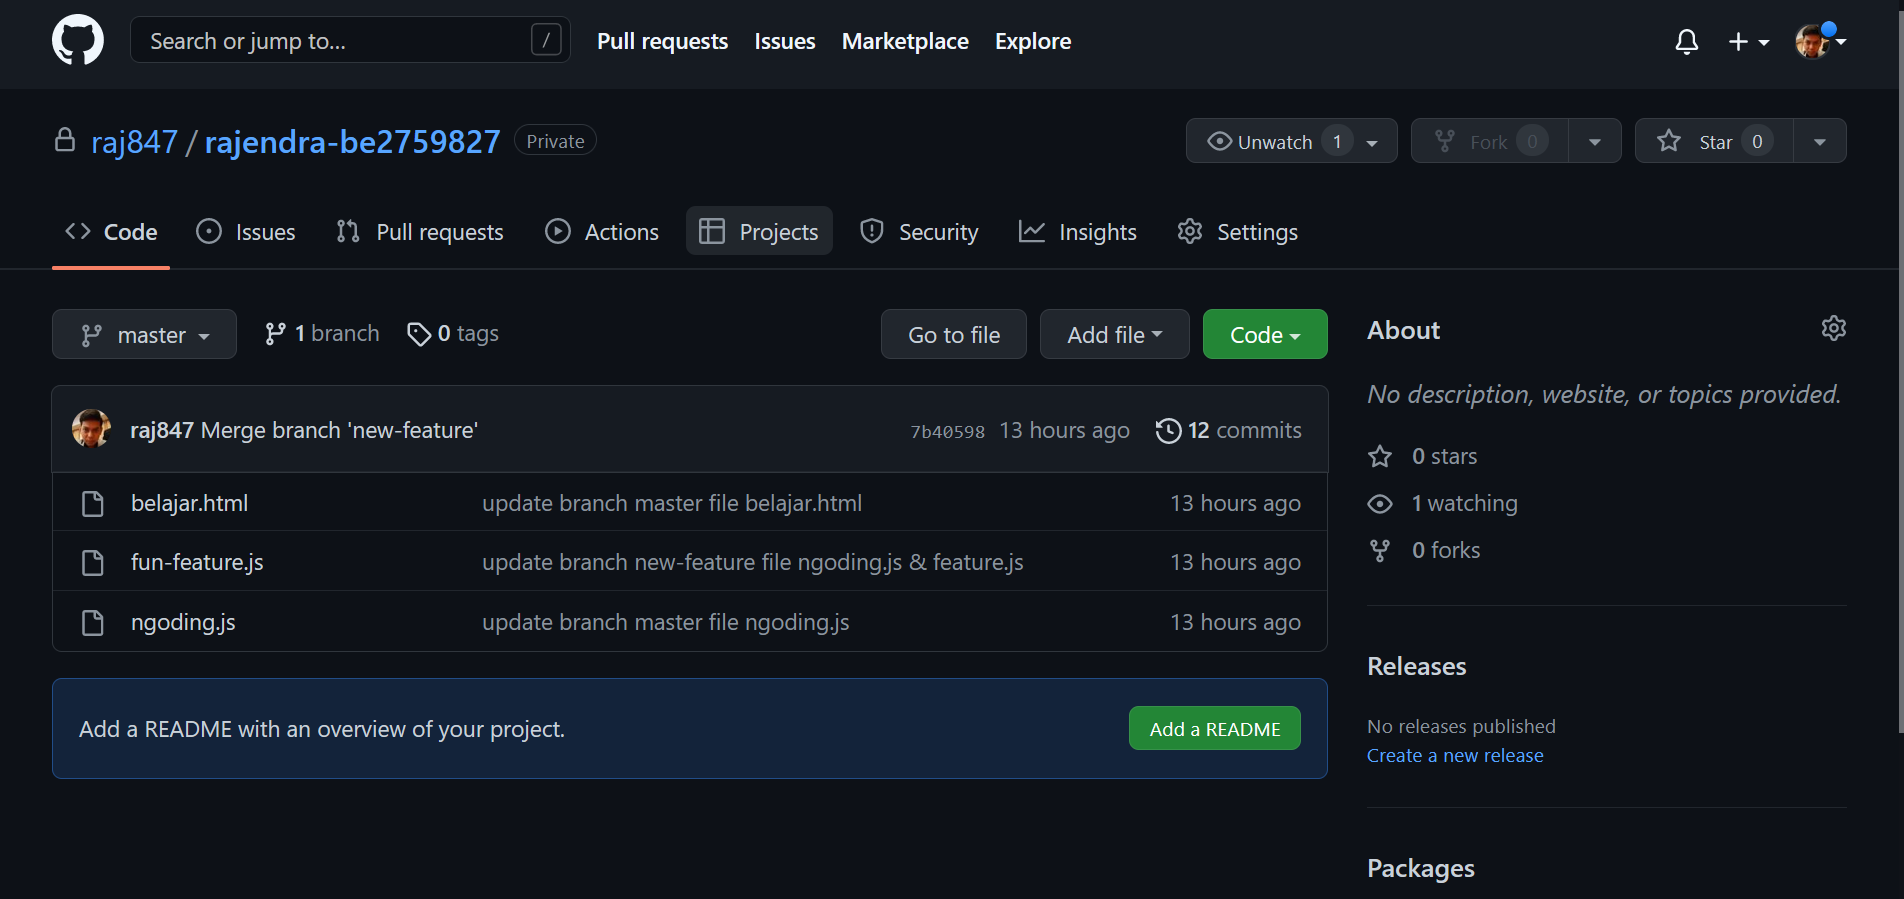 Search or jump to... /
Pull requests Issues Marketplace Explore
raj847 / rajendra-be2759827 Private
Unwatch 1 Fork 0 Star 0
Code Issues Pull requests Actions Projects Security Insights Settings
master 1 branch 0 tags
Go to file Add file Code
raj847 Merge branch 'new-feature' 7b40598 13 hours ago 12 commits
belajar.html update branch master file belajar.html 13 hours ago
fun-feature.js update branch new-feature file ngoding.js & feature.js 13 hours ago
ngoding.js update branch master file ngoding.js 13 hours ago
Add a README with an overview of your project. Add a README
About
No description, website, or topics provided.
0 stars
1 watching
0 forks
Releases
No releases published
Create a new release
Packages